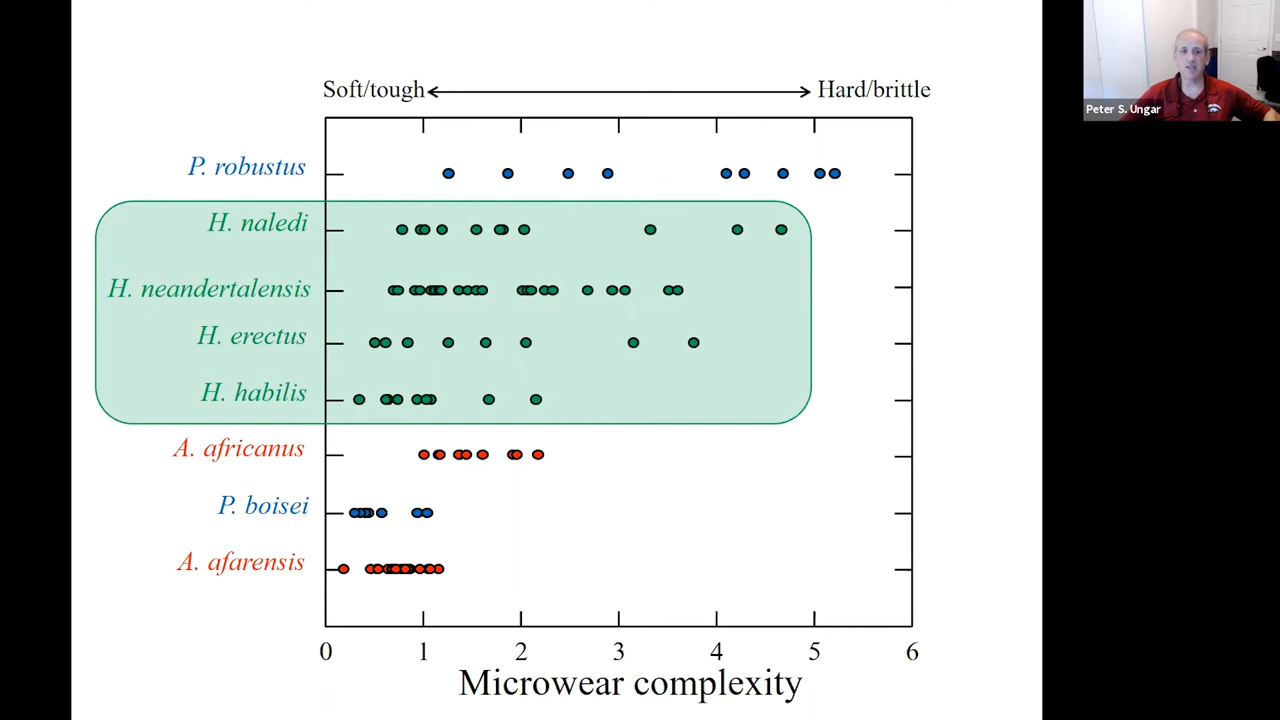 Soft/tough Hard/brittle
Peter S. Ungar
P. robustus
H. naledi
H. neandertalensis
H. erectus
H. habilis
A. africanus
P. boisei
A. afarensis
0 1 2 3 4 5 6
Microwear complexity